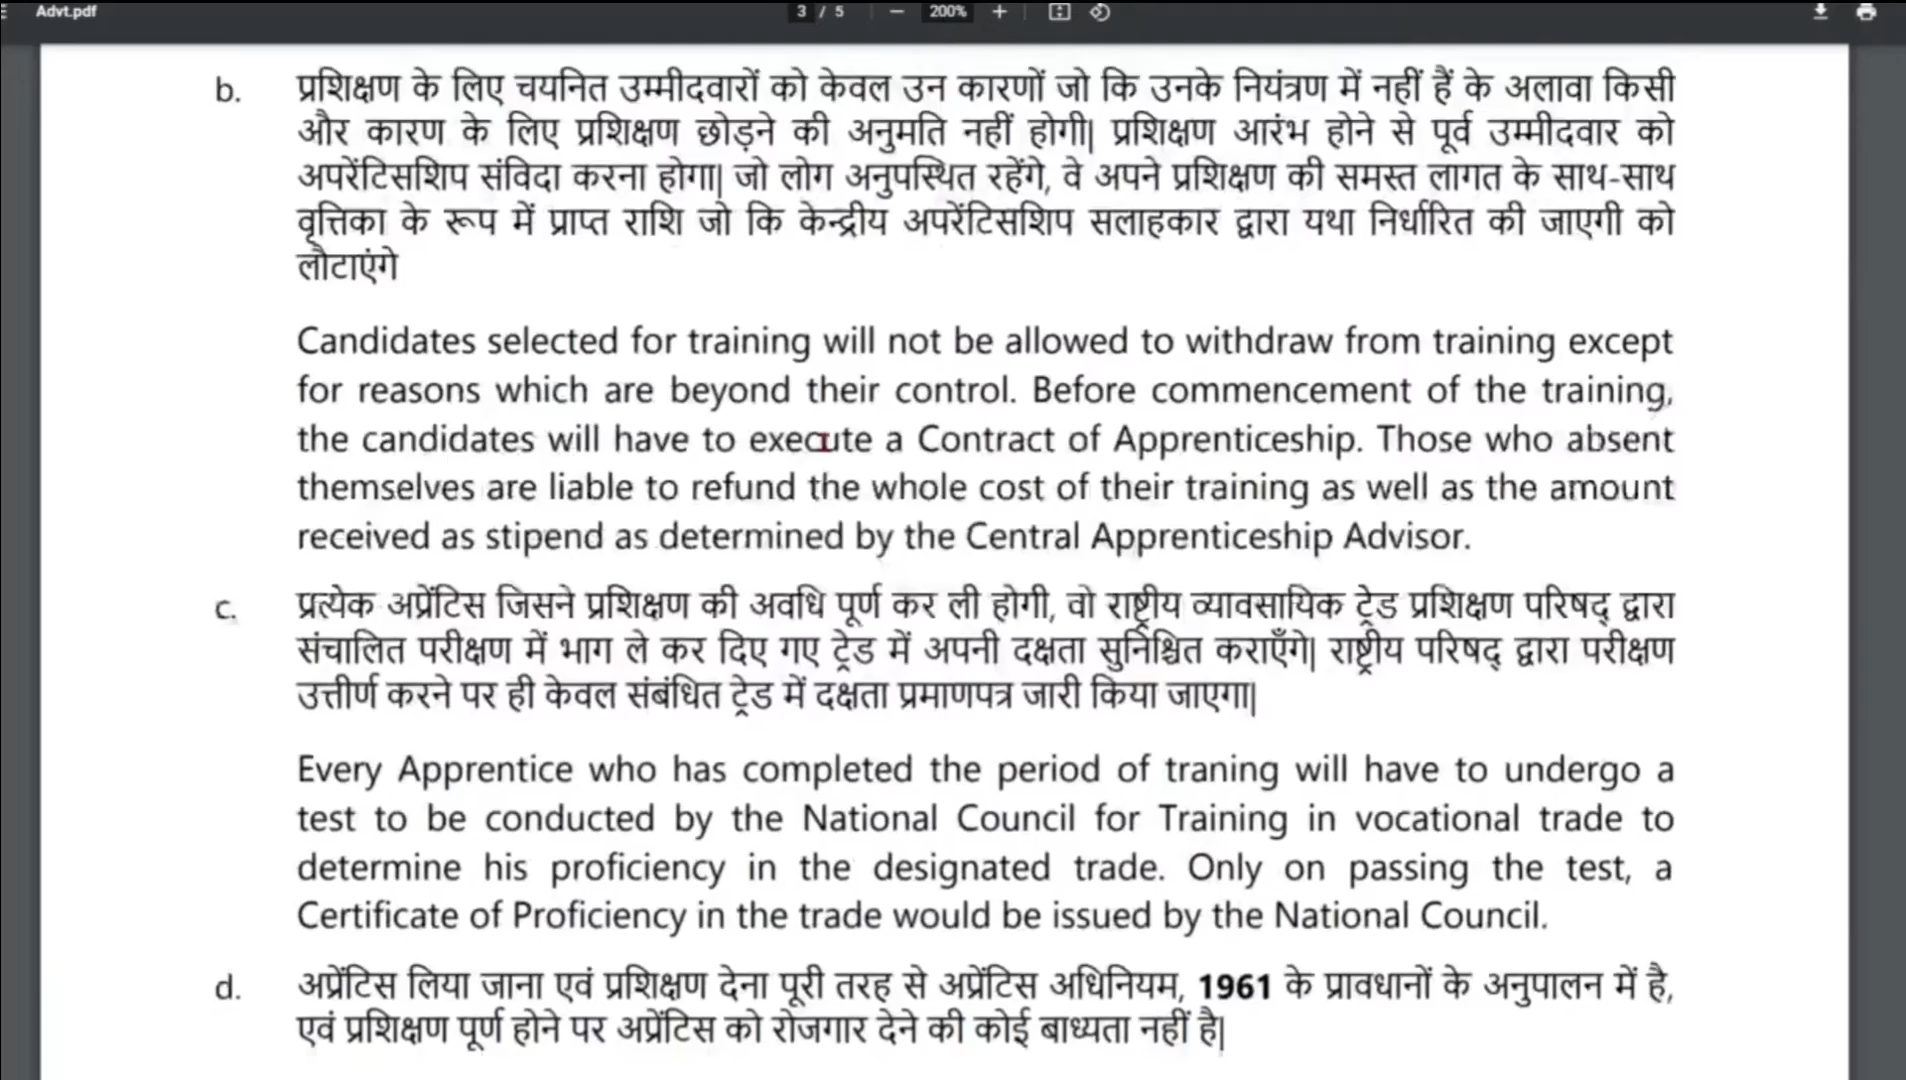 Advt.pdf
3 / 5
200%
b. प्रशिक्षण के लिए चयनित उम्मीदवारों को केवल उन कारणों जो कि उनके नियंत्रण में नहीं हैं के अलावा किसी
और कारण के लिए प्रशिक्षण छोड़ने की अनुमति नहीं होगी| प्रशिक्षण आरंभ होने से पूर्व उम्मीदवार को
अपरेंटिसशिप संविदा करना होगा| जो लोग अनुपस्थित रहेंगे, वे अपने प्रशिक्षण की समस्त लागत के साथ-साथ
वृत्तिका के रूप में प्राप्त राशि जो कि केन्द्रीय अपरेंटिसशिप सलाहकार द्वारा यथा निर्धारित की जाएगी को
लौटाएंगे
Candidates selected for training will not be allowed to withdraw from training except
for reasons which are beyond their control. Before commencement of the training,
the candidates will have to execute a Contract of Apprenticeship. Those who absent
themselves are liable to refund the whole cost of their training as well as the amount
received as stipend as determined by the Central Apprenticeship Advisor.
c. प्रत्येक अप्रेंटिस जिसने प्रशिक्षण की अवधि पूर्ण कर ली होगी, वो राष्ट्रीय व्यावसायिक ट्रेड प्रशिक्षण परिषद् द्वारा
संचालित परीक्षण में भाग ले कर दिए गए ट्रेड में अपनी दक्षता सुनिश्चित कराएँगे| राष्ट्रीय परिषद् द्वारा परीक्षण
उत्तीर्ण करने पर ही केवल संबंधित ट्रेड में दक्षता प्रमाणपत्र जारी किया जाएगा|
Every Apprentice who has completed the period of traning will have to undergo a
test to be conducted by the National Council for Training in vocational trade to
determine his proficiency in the designated trade. Only on passing the test, a
Certificate of Proficiency in the trade would be issued by the National Council.
d. अप्रेंटिस लिया जाना एवं प्रशिक्षण देना पूरी तरह से अप्रेंटिस अधिनियम, 1961 के प्रावधानों के अनुपालन में है,
एवं प्रशिक्षण पूर्ण होने पर अप्रेंटिस को रोजगार देने की कोई बाध्यता नहीं है|